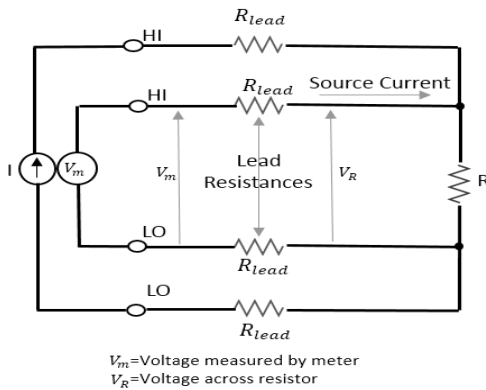 R_lead
HI
R_lead
Source Current
HI
I
V_m
V_m
Lead
Resistances
V_R
R
LO
R_lead
LO
R_lead
V_m=Voltage measured by meter
V_R=Voltage across resistor